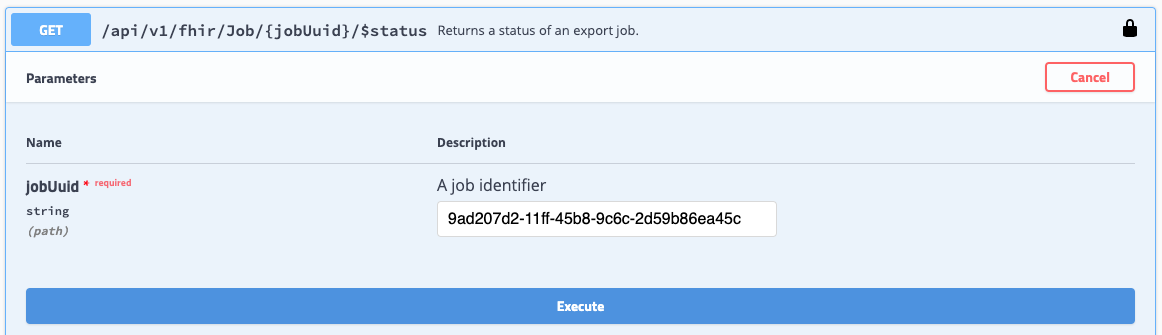 GET /api/v1/fhir/Job/{jobUuid}/$status Returns a status of an export job.
Parameters Cancel
Name Description
jobUuid * required A job identifier
string 9ad207d2-11ff-45b8-9c6c-2d59b86ea45c
(path)
Execute